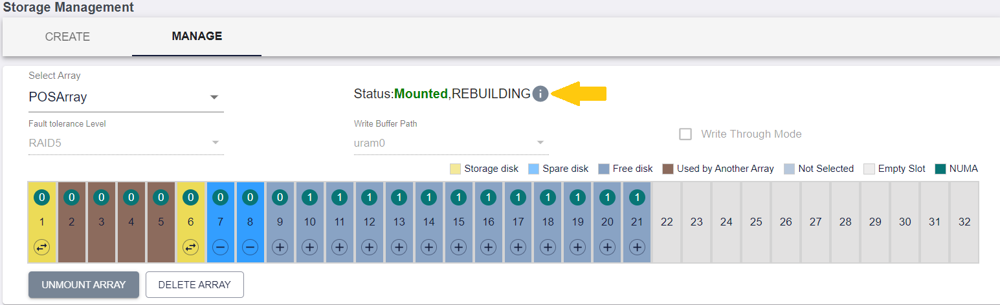 Storage Management
CREATE MANAGE
Select Array
POSArray
Status:Mounted,REBUILDING i
Fault tolerance Level
RAID5
Write Buffer Path
uram0
Write Through Mode
Storage disk Spare disk Free disk Used by Another Array Not Selected Empty Slot NUMA
0 0 0 0 0 0 0 0 0 1 1 1 1 1 1 1 1 1 1 1 1
1 2 3 4 5 6 7 8 9 10 11 12 13 14 15 16 17 18 19 20 21 22 23 24 25 26 27 28 29 30 31 32
UNMOUNT ARRAY DELETE ARRAY